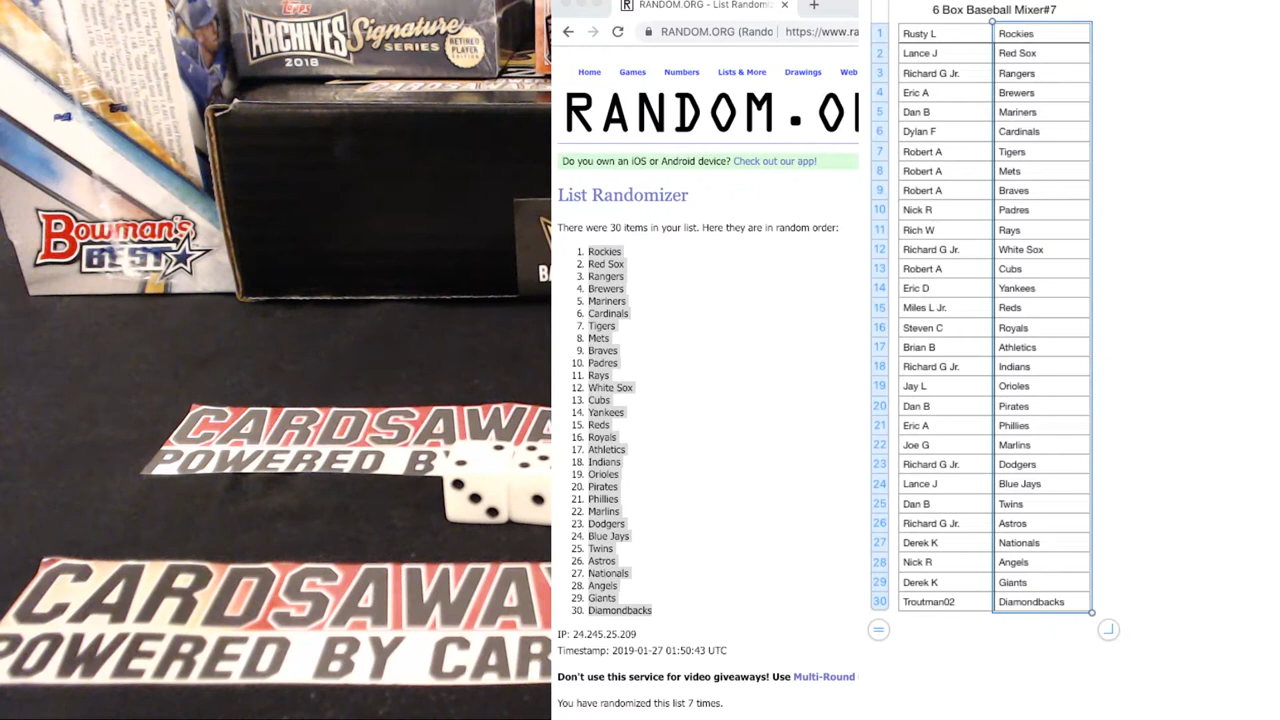 Topps
ARCHIVES Signature
SERIES
2018
RETIRED
PLAYER
EDITION
Bowman's
BEST
BA
CARDSAWA
POWERED B
CARDSAWAY
POWERED BY CAR
RANDOM.ORG - List Randomiz
RANDOM.ORG (Rando
https://www.ra
Home
Games
Numbers
Lists & More
Drawings
Web
RANDOM.O
Do you own an iOS or Android device? Check out our app!
List Randomizer
There were 30 items in your list. Here they are in random order:
1. Rockies
2. Red Sox
3. Rangers
4. Brewers
5. Mariners
6. Cardinals
7. Tigers
8. Mets
9. Braves
10. Padres
11. Rays
12. White Sox
13. Cubs
14. Yankees
15. Reds
16. Royals
17. Athletics
18. Indians
19. Orioles
20. Pirates
21. Phillies
22. Marlins
23. Dodgers
24. Blue Jays
25. Twins
26. Astros
27. Nationals
28. Angels
29. Giants
30. Diamondbacks
IP: 24.245.25.209
Timestamp: 2019-01-27 01:50:43 UTC
Don't use this service for video giveaways! Use Multi-Round
You have randomized this list 7 times.
6 Box Baseball Mixer#7
1 Rusty L Rockies
2 Lance J Red Sox
3 Richard G Jr. Rangers
4 Eric A Brewers
5 Dan B Mariners
6 Dylan F Cardinals
7 Robert A Tigers
8 Robert A Mets
9 Robert A Braves
10 Nick R Padres
11 Rich W Rays
12 Richard G Jr. White Sox
13 Robert A Cubs
14 Eric D Yankees
15 Miles L Jr. Reds
16 Steven C Royals
17 Brian B Athletics
18 Richard G Jr. Indians
19 Jay L Orioles
20 Dan B Pirates
21 Eric A Phillies
22 Joe G Marlins
23 Richard G Jr. Dodgers
24 Lance J Blue Jays
25 Dan B Twins
26 Richard G Jr. Astros
27 Derek K Nationals
28 Nick R Angels
29 Derek K Giants
30 Troutman02 Diamondbacks